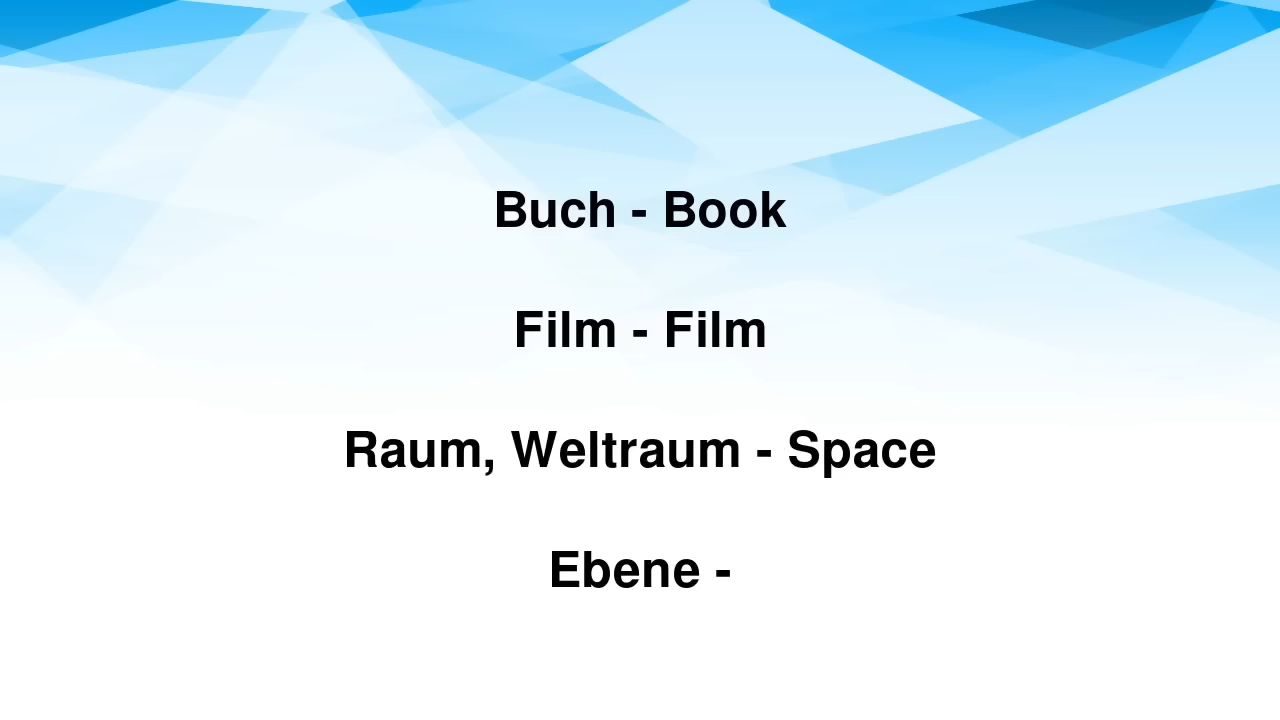 Buch - Book
Film - Film
Raum, Weltraum - Space
Ebene -